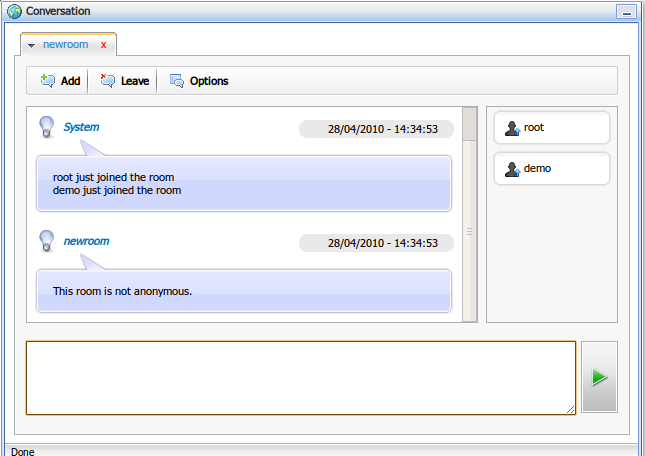 Conversation
newroom x
Add Leave Options
System 28/04/2010 - 14:34:53
root just joined the room
demo just joined the room
newroom 28/04/2010 - 14:34:53
This room is not anonymous.
root
demo
Done